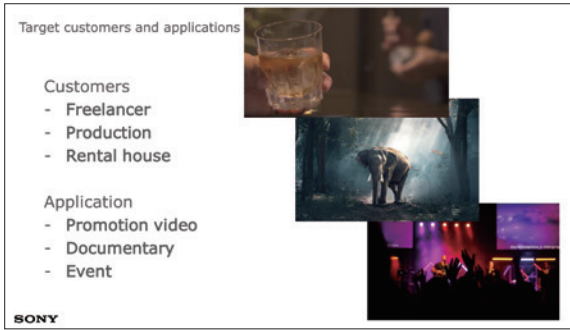 Target customers and applications
Customers
- Freelancer
- Production
- Rental house
Application
- Promotion video
- Documentary
- Event
SONY